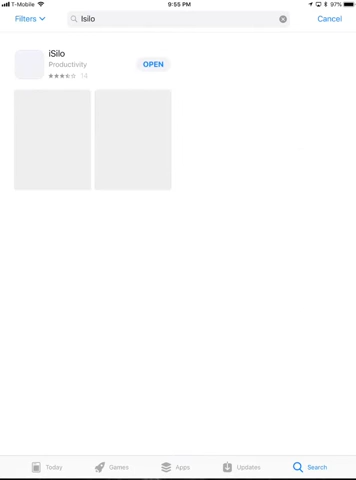 T-Mobile 9:55 PM 97%
Filters Isilo Cancel
iSilo
Productivity
14
OPEN
Today Games Apps Updates Search